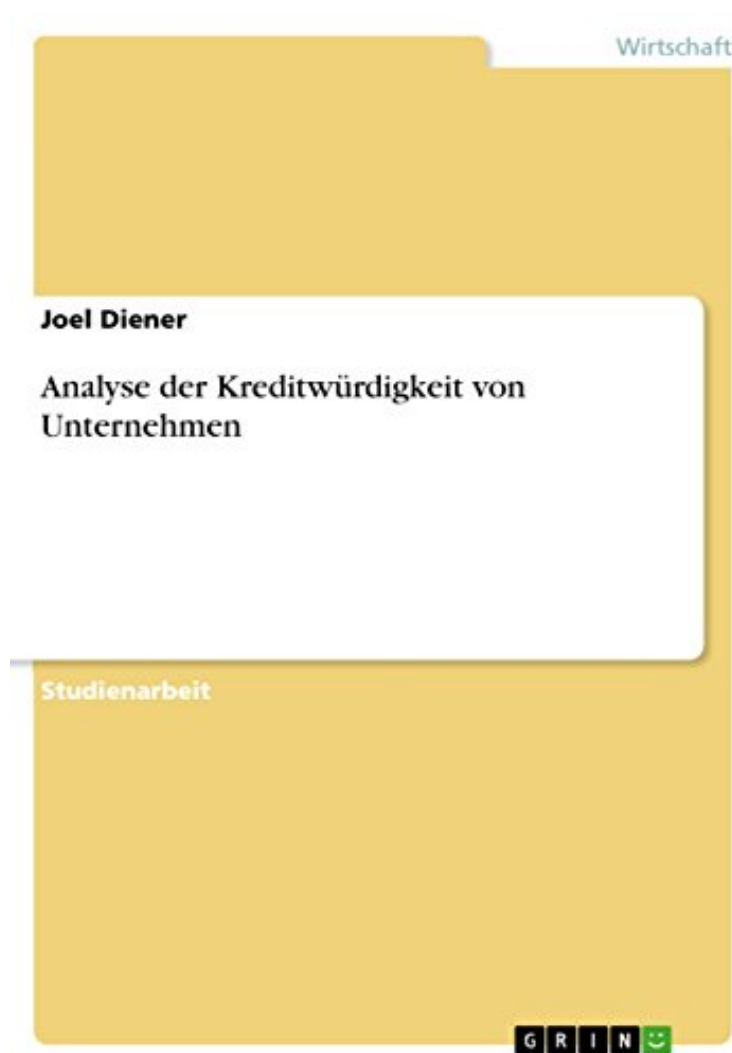 Wirtschaft
Joel Diener
Analyse der Kreditwürdigkeit von
Unternehmen
Studienarbeit
GRIN